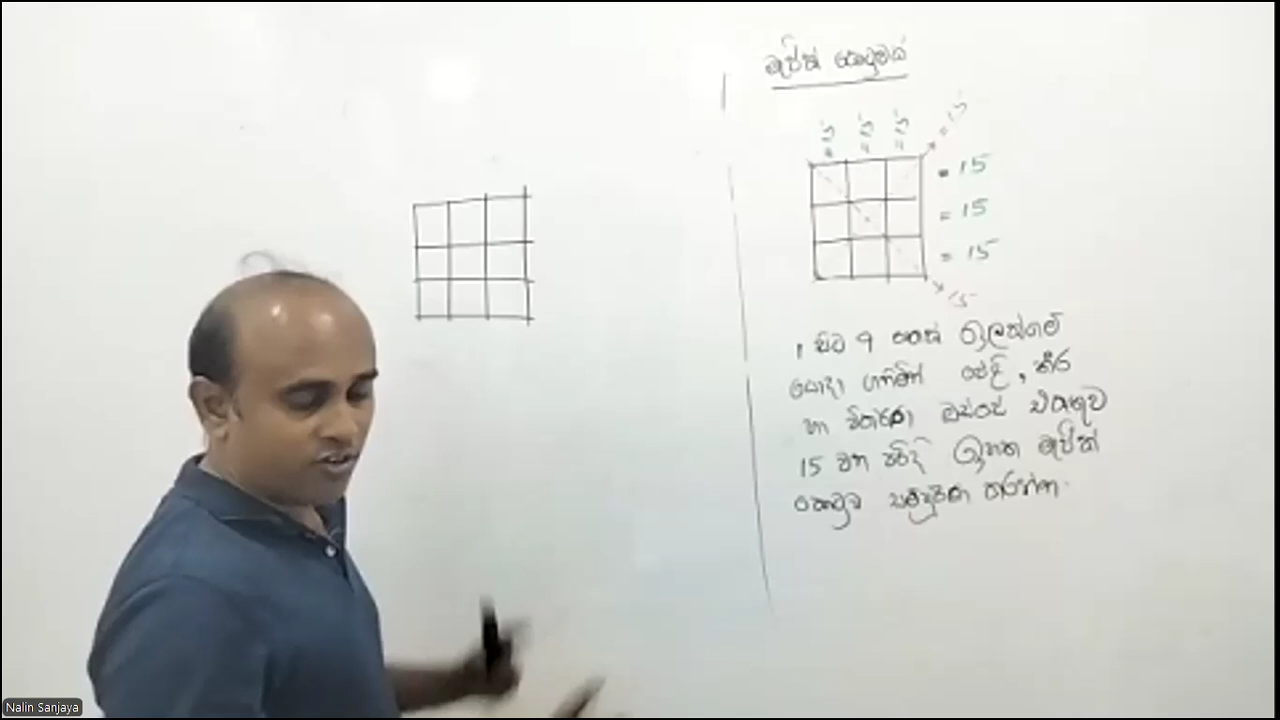 මැජික් කොටුවක්
15 15 15 = 15
= 15
= 15
= 15
15
1 සිට 9 තෙක් ඉලක්කම්
යොදා ගනිමින් පේළි, තීර
හා විකර්ණ ඔස්සේ එකතුව
15 වන පරිදි ඉහත මැජික්
කොටුව සම්පූර්ණ කරන්න.
Nalin Sanjaya